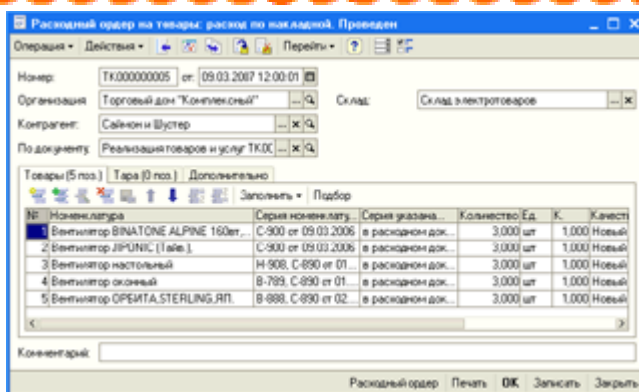 Расходный ордер на товары: расход по накладной. Проведен
Операция Действия Перейти ?
Номер: ТК000000005 от: 09.03.2007 12:00:01
Организация Торговый дом "Комплексный" ... Склад: Склад электротоваров ... x
Контрагент: Саймон и Шустер ... x
По документу: Реализация товаров и услуг ТК0( ... x
Товары (5 поз.) Тара (0 поз.) Дополнительно
Заполнить Подбор
№ Номенклатура Серия номенклату... Серия указана... Количество Ед. К. Качести
1 Вентилятор BINATONE ALPINE 160вт,... С-900 от 09.03.2006 в расходном док... 3,000 шт 1,000 Новый
2 Вентилятор JIPONIC (Тайв.), С-900 от 09.03.2006 в расходном док... 3,000 шт 1,000 Новый
3 Вентилятор настольный Н-908, С-890 от 01... в расходном док... 3,000 шт 1,000 Новый
4 Вентилятор оконный В-789, С-890 от 01... в расходном док... 3,000 шт 1,000 Новый
5 Вентилятор ОРБИТА,STERLING,ЯП. В-888, С-890 от 02... в расходном док... 3,000 шт 1,000 Новый
Комментарий:
Расходный ордер Печать OK Записать Закрыть